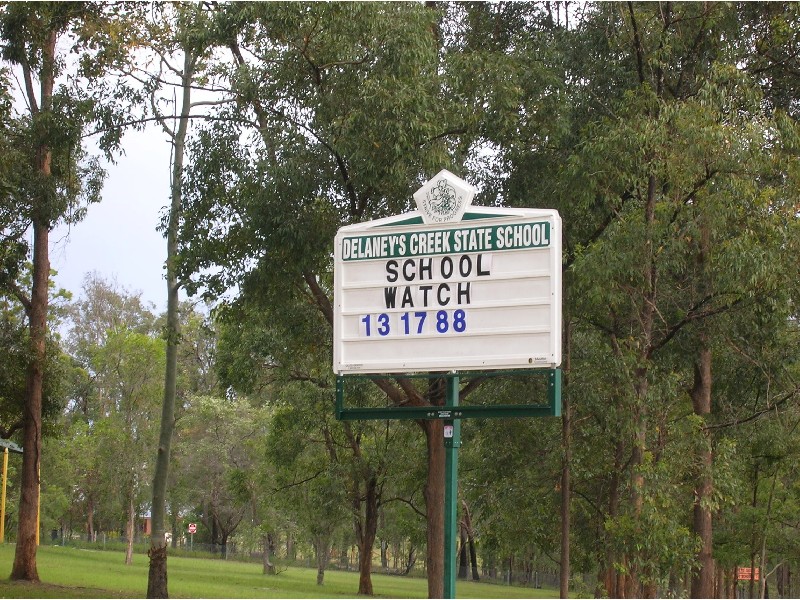 DELANEY'S CREEK STATE SCHOOL
SCHOOL
WATCH
13 17 88